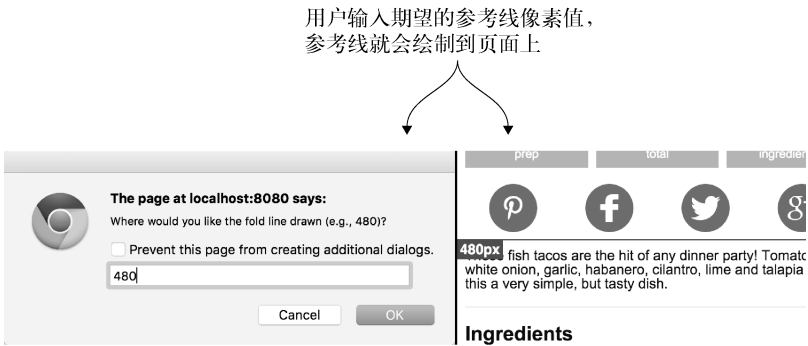 用户输入期望的参考线像素值，
参考线就会绘制到页面上
The page at localhost:8080 says:
Where would you like the fold line drawn (e.g., 480)?
Prevent this page from creating additional dialogs.
480
Cancel
OK
prep
total
ingredien
480px
fish tacos are the hit of any dinner party! Tomato
white onion, garlic, habanero, cilantro, lime and talapia
this a very simple, but tasty dish.
Ingredients